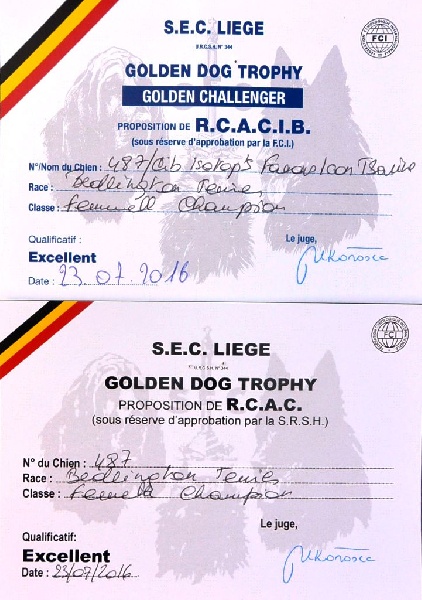 S.E.C. LIEGE
FCI
GOLDEN DOG TROPHY
GOLDEN CHALLENGER
PROPOSITION DE R.C.A.C.I.B.
(sous réserve d'approbation par la F.C.I.)
N°/Nom du Chien : 487/
Race : Bedlington Terrier
Classe : Femelle Champion
Qualificatif :
Le juge,
Excellent
Date : 23 07 2016
S.E.C. LIEGE
FCI
GOLDEN DOG TROPHY
PROPOSITION DE R.C.A.C.
(sous réserve d'approbation par la S.R.S.H.)
N° du Chien : 487
Race : Bedlington Terrier
Classe : Femelle Champion
Le juge,
Qualificatif:
Excellent
Date : 23/07/2016